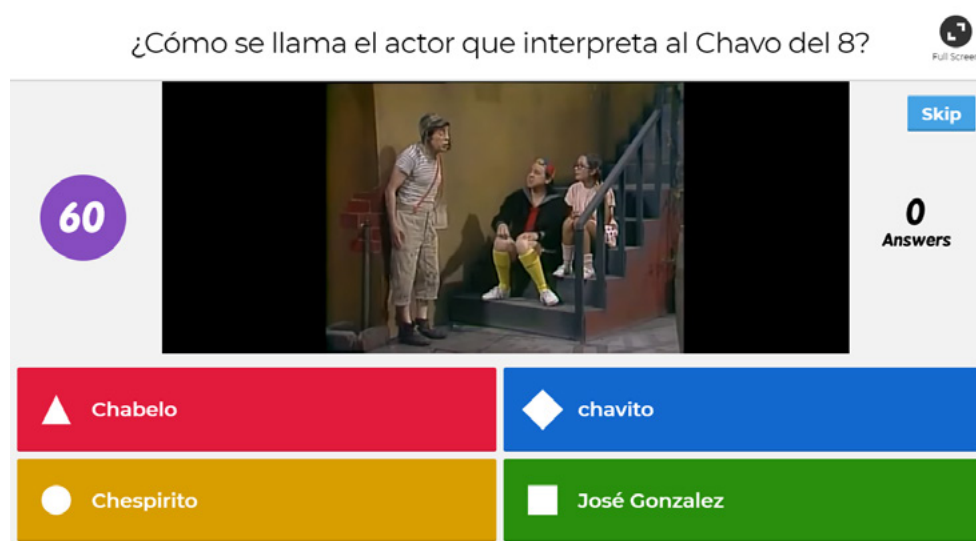 ¿Cómo se llama el actor que interpreta al Chavo del 8?
Full Screen
Skip
60
0
Answers
Chabelo
chavito
Chespirito
José Gonzalez